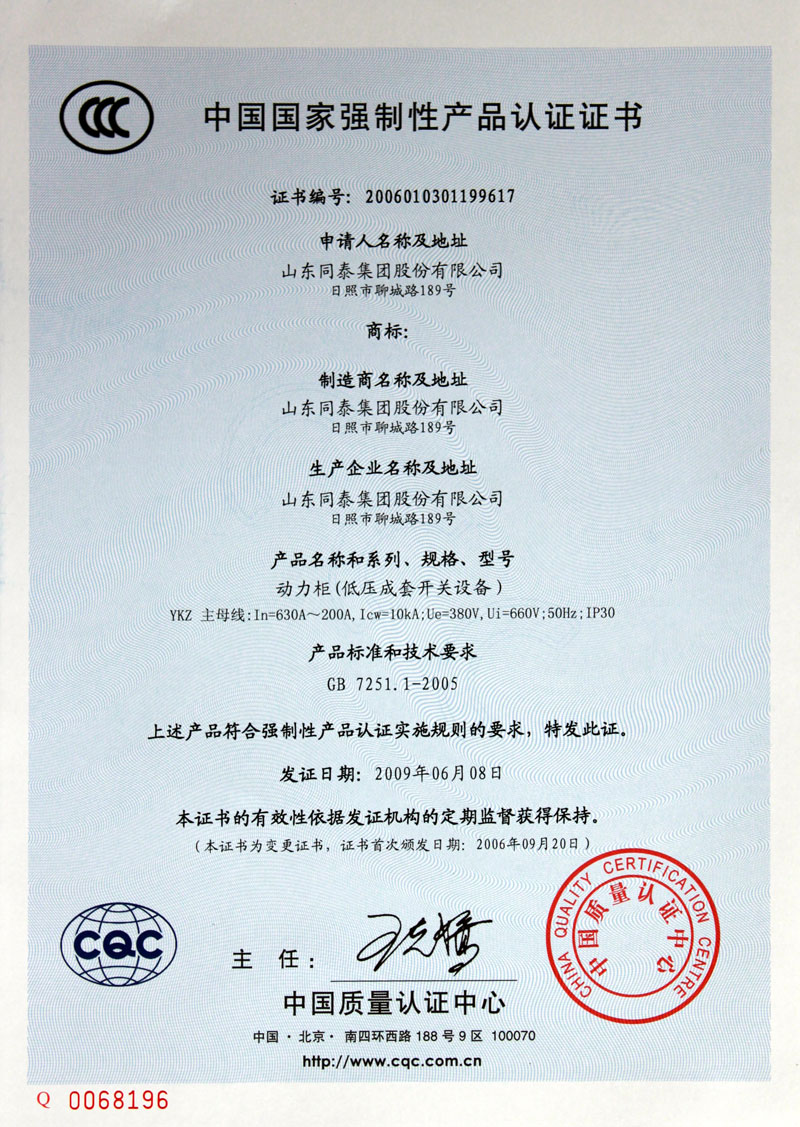 CCC
中国国家强制性产品认证证书
证书编号: 2006010301199617
申请人名称及地址
山东同泰集团股份有限公司
日照市聊城路189号
商标:
制造商名称及地址
山东同泰集团股份有限公司
日照市聊城路189号
生产企业名称及地址
山东同泰集团股份有限公司
日照市聊城路189号
产品名称和系列、规格、型号
动力柜(低压成套开关设备)
YKZ 主母线:In=630A～200A,Icw=10kA;Ue=380V,Ui=660V;50Hz;IP30
产品标准和技术要求
GB 7251.1-2005
上述产品符合强制性产品认证实施规则的要求，特发此证。
发证日期: 2009年06月08日
本证书的有效性依据发证机构的定期监督获得保持。
(本证书为变更证书，证书首次颁发日期: 2006年09月20日)
CHINA QUALITY CERTIFICATION CENTRE
中国质量认证中心
CQC
主 任:
中国质量认证中心
中国·北京·南四环西路 188 号 9 区 100070
http://www.cqc.com.cn
Q 0068196